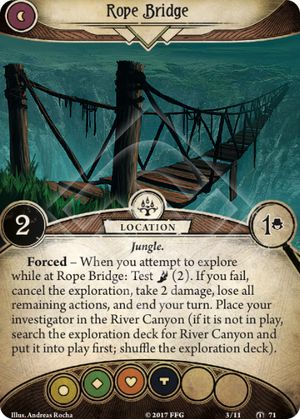 Rope Bridge
2
LOCATION
1
Jungle.
Forced – When you attempt to explore
while at Rope Bridge: Test (2). If you fail,
cancel the exploration, take 2 damage, lose all
remaining actions, and end your turn. Place your
investigator in the River Canyon (if it is not in play,
search the exploration deck for River Canyon and
put it into play first; shuffle the exploration deck).
Illus. Andreas Rocha
© 2017 FFG
3/11
71